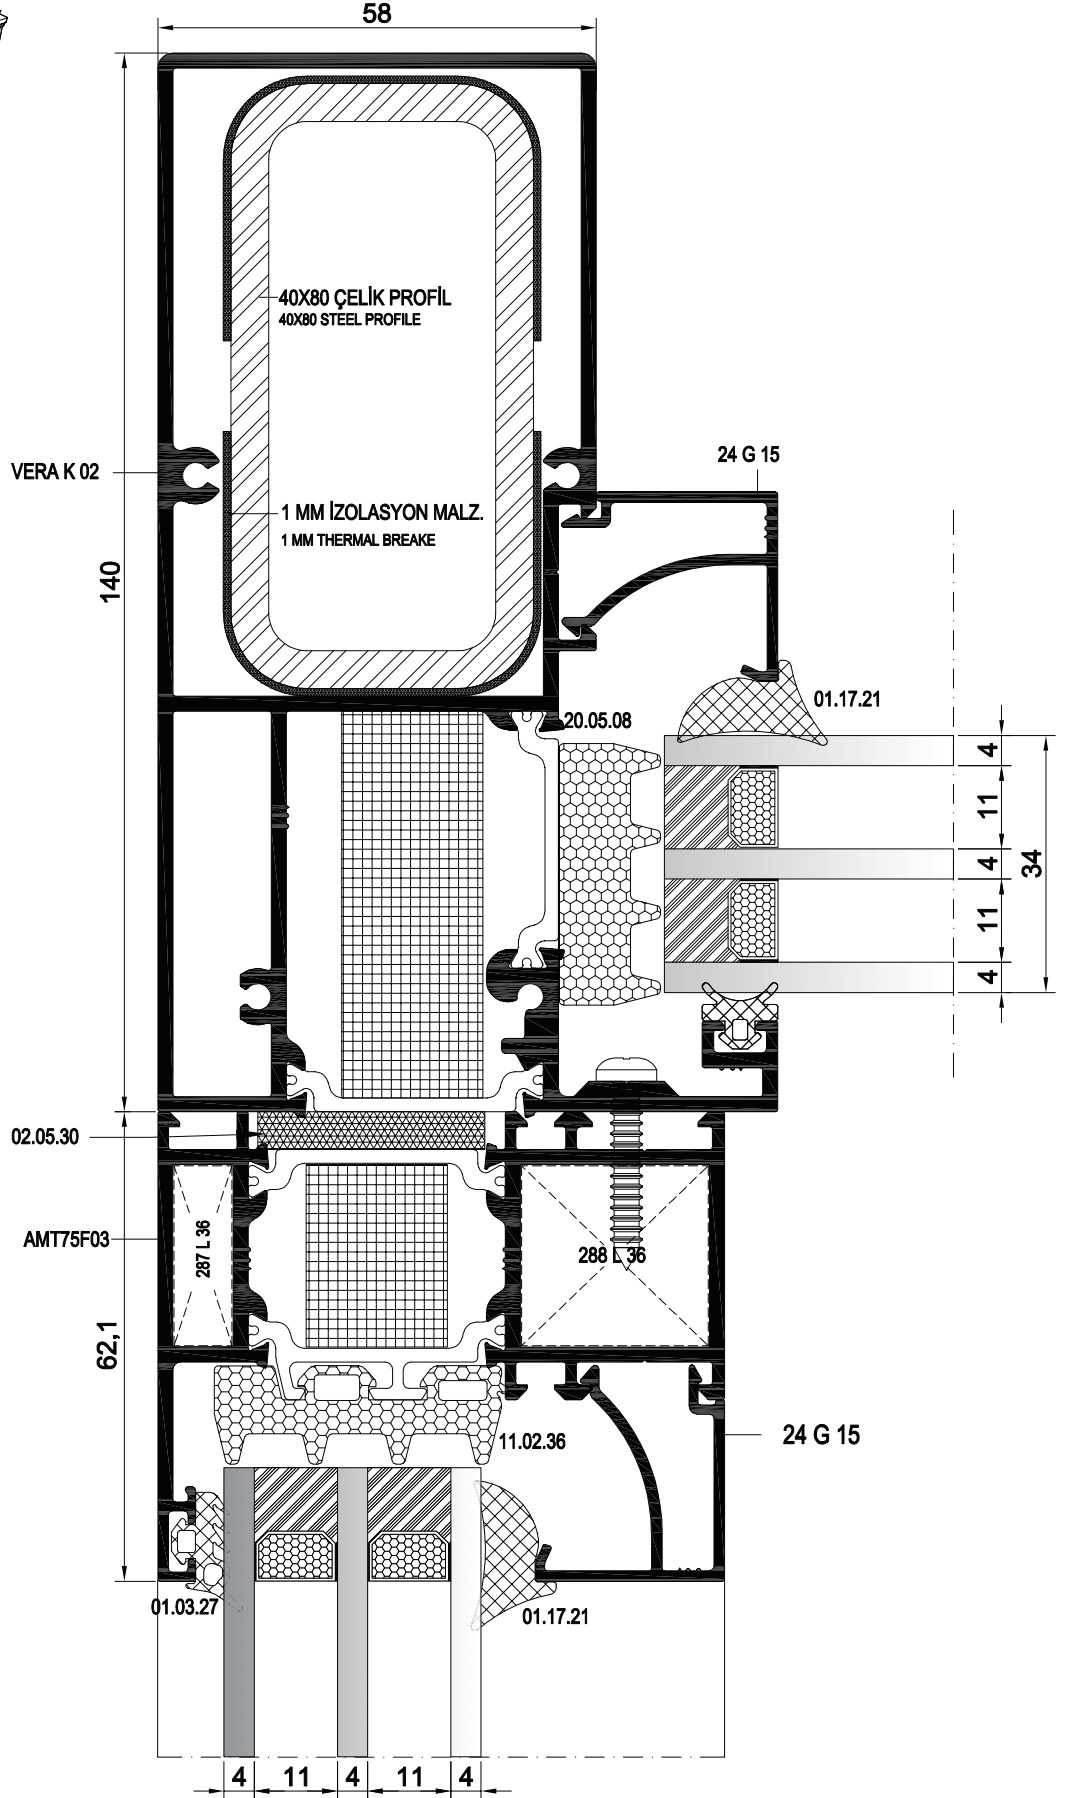 58
40X80 ÇELİK PROFİL
40X80 STEEL PROFILE
24 G 15
VERA K 02
1 MM İZOLASYON MALZ.
1 MM THERMAL BREAKE
140
01.17.21
20.05.08
4
11
4
34
11
4
02.05.30
AMT75F03
287 L 36
288 L 36
62,1
24 G 15
11.02.36
01.03.27
01.17.21
4
11
4
11
4